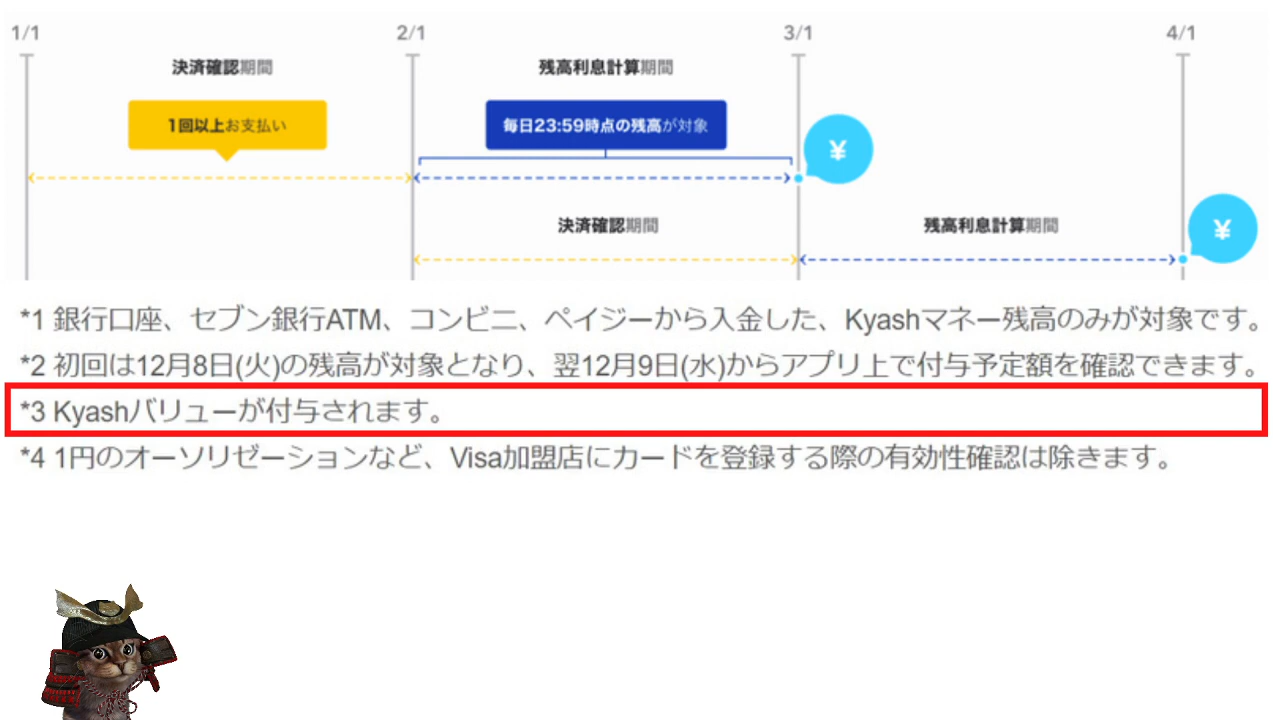 1/1 2/1 3/1 4/1
決済確認期間 残高利息計算期間
1回以上お支払い 毎日23:59時点の残高が対象
¥
決済確認期間 残高利息計算期間
¥
*1 銀行口座、セブン銀行ATM、コンビニ、ペイジーから入金した、Kyashマネー残高のみが対象です。
*2 初回は12月8日(火)の残高が対象となり、翌12月9日(水)からアプリ上で付与予定額を確認できます。
*3 Kyashバリューが付与されます。
*4 1円のオーソリゼーションなど、Visa加盟店にカードを登録する際の有効性確認は除きます。